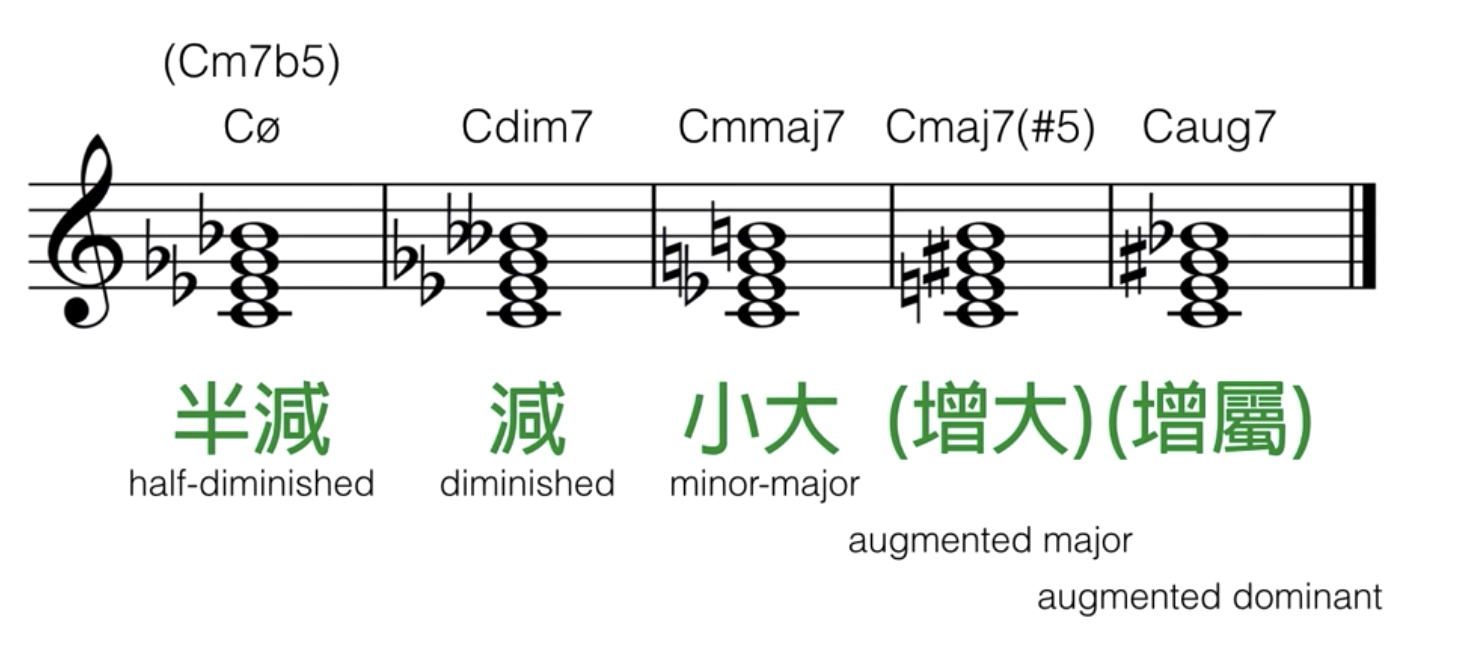 (Cm7b5)
Cø Cdim7 Cmmaj7 Cmaj7(#5) Caug7
半減 減 小大 (增大) (增屬)
half-diminished diminished minor-major
augmented major
augmented dominant